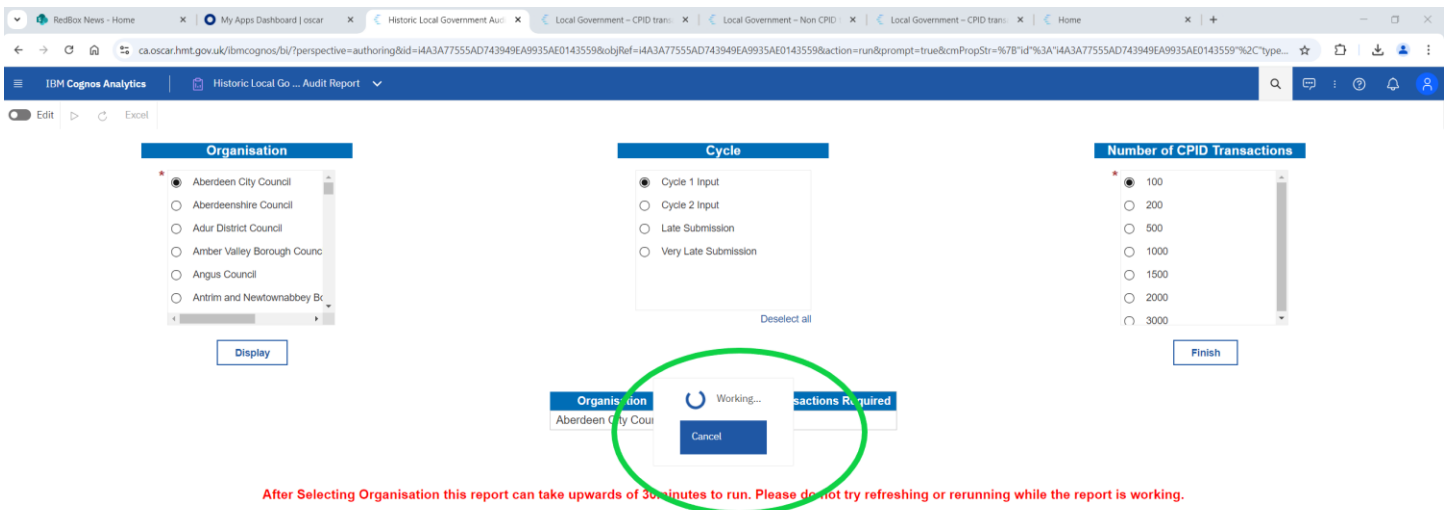 RedBox News - Home
My Apps Dashboard | oscar
Historic Local Government Aud
Local Government – CPID trans
Local Government – Non CPID
Local Government – CPID trans
Home
ca.oscar.hmt.gov.uk/ibmcognos/bi/?perspective=authoring&id=i4A3A77555AD743949EA9935AE0143559&objRef=i4A3A77555AD743949EA9935AE0143559&action=run&prompt=true&cmPropStr=%7B"id"%3A"i4A3A77555AD743949EA9935AE0143559"%2C"type...
IBM Cognos Analytics
Historic Local Go ... Audit Report
Edit
Excel
Organisation
Cycle
Number of CPID Transactions
* Aberdeen City Council
Aberdeenshire Council
Adur District Council
Amber Valley Borough Counc
Angus Council
Antrim and Newtownabbey Bo
Cycle 1 Input
Cycle 2 Input
Late Submission
Very Late Submission
Deselect all
* 100
200
500
1000
1500
2000
3000
Display
Finish
Organisation
sactions Required
Aberdeen City Coun
Working...
Cancel
After Selecting Organisation this report can take upwards of 30minutes to run. Please do not try refreshing or rerunning while the report is working.